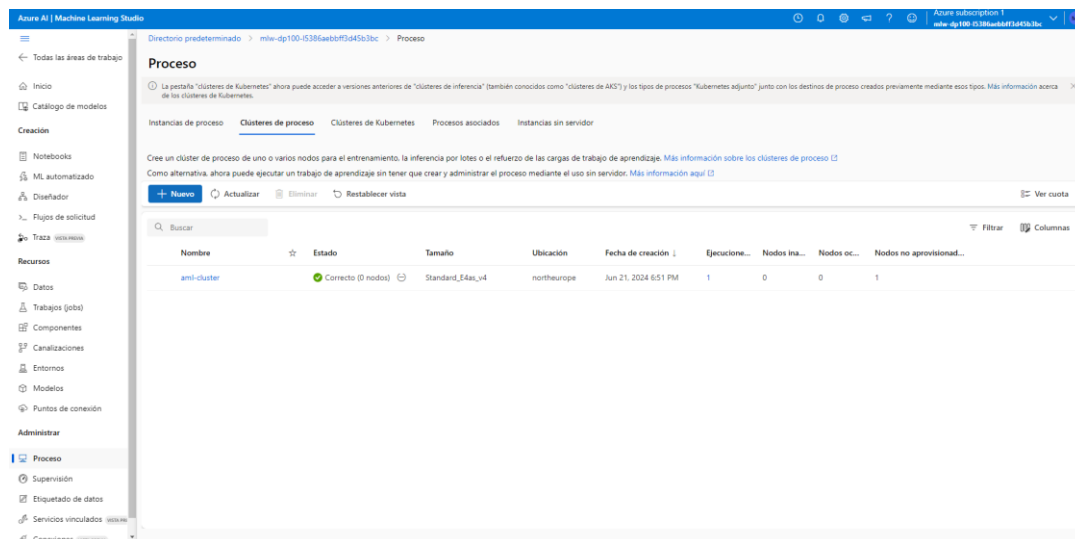 Azure AI | Machine Learning Studio
Azure subscription 1
mlw-dp100-l5386aebbff3d45b3bc
Todas las áreas de trabajo
Inicio
Catálogo de modelos
Creación
Notebooks
ML automatizado
Diseñador
Flujos de solicitud
Traza VISTA PREVIA
Recursos
Datos
Trabajos (jobs)
Componentes
Canalizaciones
Entornos
Modelos
Puntos de conexión
Administrar
Proceso
Supervisión
Etiquetado de datos
Servicios vinculados
Directorio predeterminado > mlw-dp100-l5386aebbff3d45b3bc > Proceso
Proceso
La pestaña "clústeres de Kubernetes" ahora puede acceder a versiones anteriores de "clústeres de inferencia" (también conocidos como "clústeres de AKS") y los tipos de procesos "Kubernetes adjunto" junto con los destinos de proceso creados previamente mediante esos tipos. Más información acerca
de los clústeres de Kubernetes.
Instancias de proceso Clústeres de proceso Clústeres de Kubernetes Procesos asociados Instancias sin servidor
Cree un clúster de proceso de uno o varios nodos para el entrenamiento, la inferencia por lotes o el refuerzo de las cargas de trabajo de aprendizaje. Más información sobre los clústeres de proceso
Como alternativa, ahora puede ejecutar un trabajo de aprendizaje sin tener que crear y administrar el proceso mediante el uso sin servidor. Más información aquí
+ Nuevo Actualizar Eliminar Restablecer vista Ver cuota
Buscar Filtrar Columnas
Nombre Estado Tamaño Ubicación Fecha de creación ↓ Ejecucione... Nodos ina... Nodos oc... Nodos no aprovisionad...
aml-cluster Correcto (0 nodos) Standard_E4as_v4 northeurope Jun 21, 2024 6:51 PM 1 0 0 1